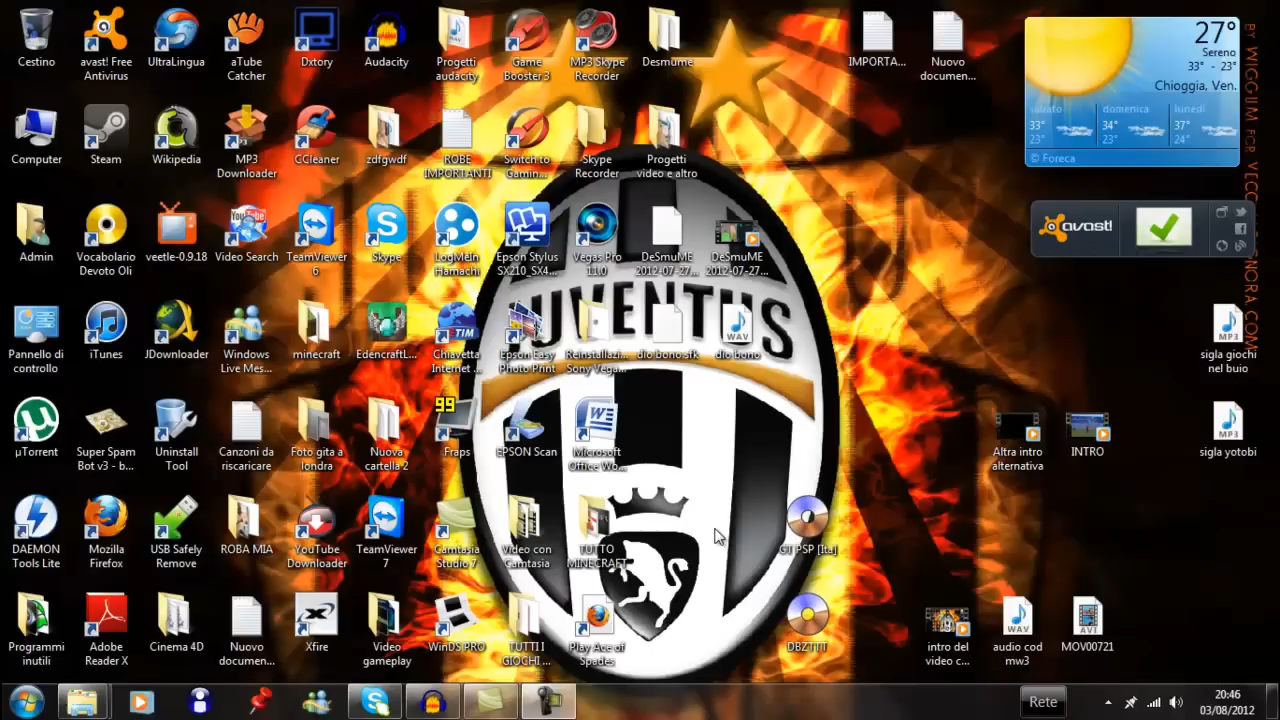 Cestino
avast! Free
Antivirus
UltraLingua
aTube
Catcher
Dxtory
Audacity
Progetti
audacity
Game
Booster 3
MP3 Skype
Recorder
Desmume
IMPORTA...
Nuovo
documen...
Computer
Steam
Wikipedia
MP3
Downloader
CCleaner
zdfgwdf
ROBE
IMPORTANTI
Switch to
Gamin...
Skype
Recorder
Progetti
video e altro
Admin
Vocabolario
Devoto Oli
veetle-0.9.18
YouTube
Video Search
TeamViewer
6
Skype
LogMeIn
Hamachi
Epson Stylus
SX210_SX4...
Vegas Pro
11.0
DeSmuME
2012-07-27...
DeSmuME
2012-07-27...
Pannello di
controllo
iTunes
JDownloader
Windows
Live Mes...
minecraft
EdencraftL...
TIM
Chiavetta
Internet ...
Epson Easy
Photo Print
Reinstallazi...
Sony Vega...
dio bono.sfk
WAV
dio bono
JUVENTUS
µTorrent
Super Spam
Bot v3 - b...
Uninstall
Tool
Canzoni da
riscaricare
Foto gita a
londra
Nuova
cartella 2
99
Fraps
EPSON Scan
Microsoft
Office Wo...
DAEMON
Tools Lite
Mozilla
Firefox
USB Safely
Remove
ROBA MIA
YouTube
Downloader
TeamViewer
7
Camtasia
Studio 7
Video con
Camtasia
TUTTO
MINECRAFT
GT PSP [Ita]
Programmi
inutili
Adobe
Reader X
Cinema 4D
Nuovo
documen...
Xfire
Video
gameplay
WinDS PRO
TUTTI I
GIOCHI ...
Play Ace of
Spades
DBZTTT
27°
Sereno
33° - 23°
Chioggia, Ven.
sabato
33°
23°
domenica
34°
23°
lunedì
37°
24°
© Foreca
avast!
BY WIGGLUM FOR
MP3
sigla giochi
nel buio
Altra intro
alternativa
INTRO
MP3
sigla yotobi
intro del
video c...
WAV
audio cod
mw3
AVI
MOV00721
Rete
20:46
03/08/2012